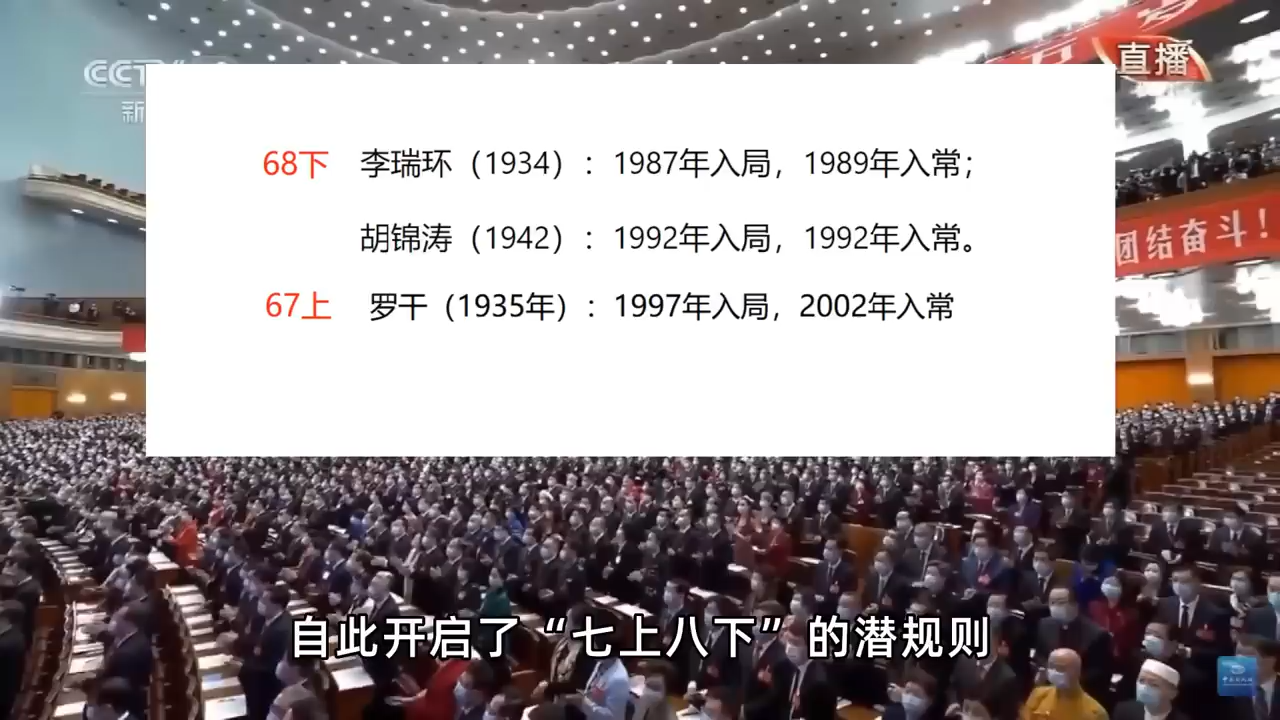 CCTV
直播
新
68下 李瑞环（1934）：1987年入局，1989年入常；
胡锦涛（1942）：1992年入局，1992年入常。
67上 罗干（1935年）：1997年入局，2002年入常
团结奋斗！
自此开启了“七上八下”的潜规则